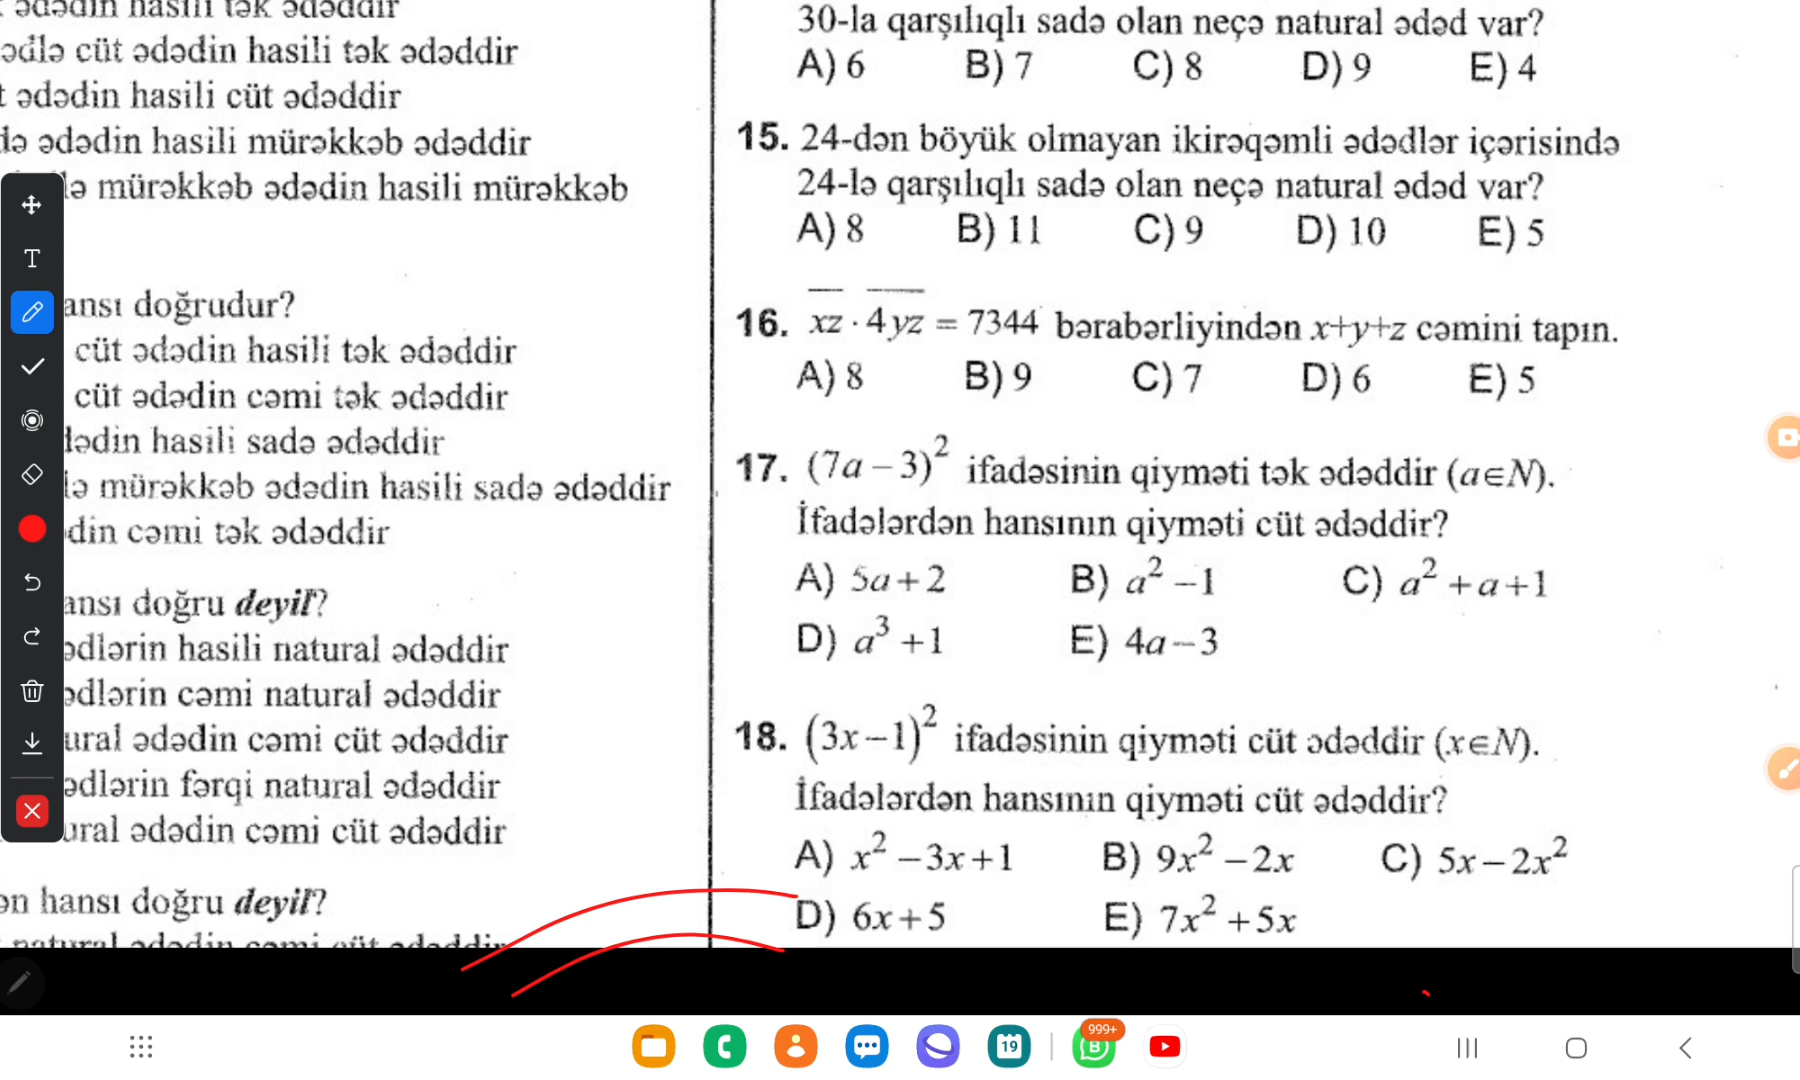 ədədin hasili tək ədəddir
ədlə cüt ədədin hasili tək ədəddir
t ədədin hasili cüt ədəddir
də ədədin hasili mürəkkəb ədəddir
lə mürəkkəb ədədin hasili mürəkkəb
ansı doğrudur?
cüt ədədin hasili tək ədəddir
cüt ədədin cəmi tək ədəddir
lədin hasili sadə ədəddir
lə mürəkkəb ədədin hasili sadə ədəddir
din cəmi tək ədəddir
ansı doğru deyil?
ədlərin hasili natural ədəddir
ədlərin cəmi natural ədəddir
ural ədədin cəmi cüt ədəddir
ədlərin fərqi natural ədəddir
ural ədədin cəmi cüt ədəddir
ən hansı doğru deyil?
natural ədədin cəmi cüt ədəddir
30-la qarşılıqlı sadə olan neçə natural ədəd var?
A) 6 B) 7 C) 8 D) 9 E) 4
15. 24-dən böyük olmayan ikirəqəmli ədədlər içərisində
24-lə qarşılıqlı sadə olan neçə natural ədəd var?
A) 8 B) 11 C) 9 D) 10 E) 5
16. x̅z̅ · 4̅y̅z̅ = 7344 bərabərliyindən x+y+z cəmini tapın.
A) 8 B) 9 C) 7 D) 6 E) 5
17. (7a – 3)² ifadəsinin qiyməti tək ədəddir (a∈N).
İfadələrdən hansının qiyməti cüt ədəddir?
A) 5a+2 B) a² –1 C) a² +a+1
D) a³ +1 E) 4a–3
18. (3x–1)² ifadəsinin qiyməti cüt ədəddir (x∈N).
İfadələrdən hansının qiyməti cüt ədəddir?
A) x² –3x+1 B) 9x² –2x C) 5x–2x²
D) 6x+5 E) 7x² +5x
T
19
999+
B